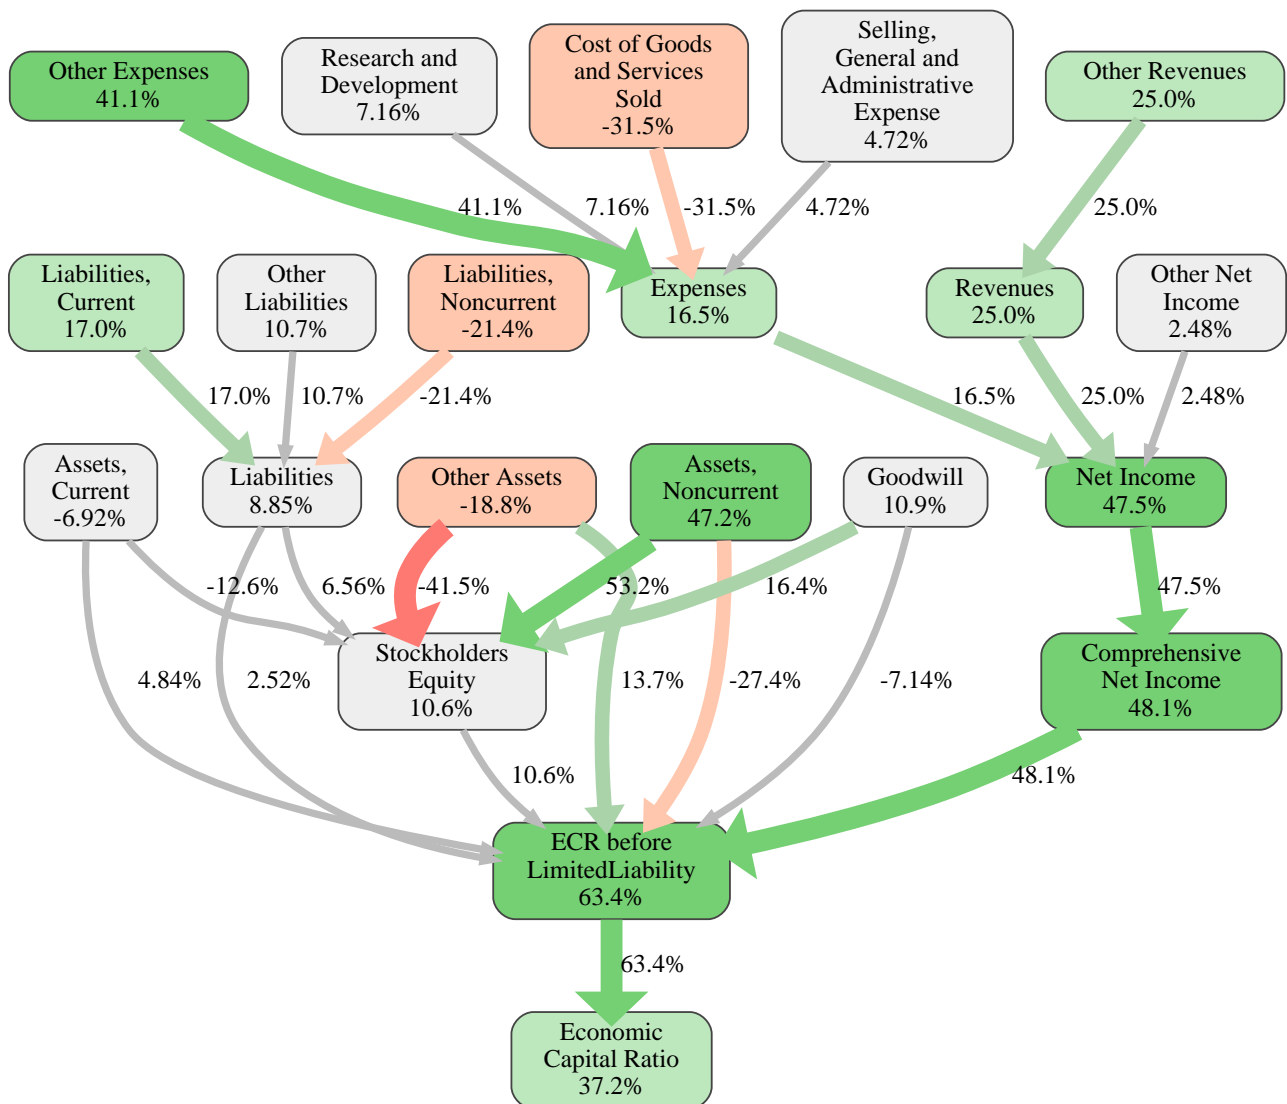 Other Expenses
41.1%
Research and
Development
7.16%
Cost of Goods
and Services
Sold
-31.5%
Selling,
General and
Administrative
Expense
4.72%
Other Revenues
25.0%
41.1%
7.16%
-31.5%
4.72%
25.0%
Liabilities,
Current
17.0%
Other
Liabilities
10.7%
Liabilities,
Noncurrent
-21.4%
Expenses
16.5%
Revenues
25.0%
Other Net
Income
2.48%
17.0%
10.7%
-21.4%
16.5%
25.0%
2.48%
Assets,
Current
-6.92%
Liabilities
8.85%
Other Assets
-18.8%
Assets,
Noncurrent
47.2%
Goodwill
10.9%
Net Income
47.5%
-12.6%
6.56%
-41.5%
53.2%
16.4%
47.5%
4.84%
2.52%
Stockholders
Equity
10.6%
13.7%
-27.4%
-7.14%
Comprehensive
Net Income
48.1%
10.6%
48.1%
ECR before
LimitedLiability
63.4%
63.4%
Economic
Capital Ratio
37.2%